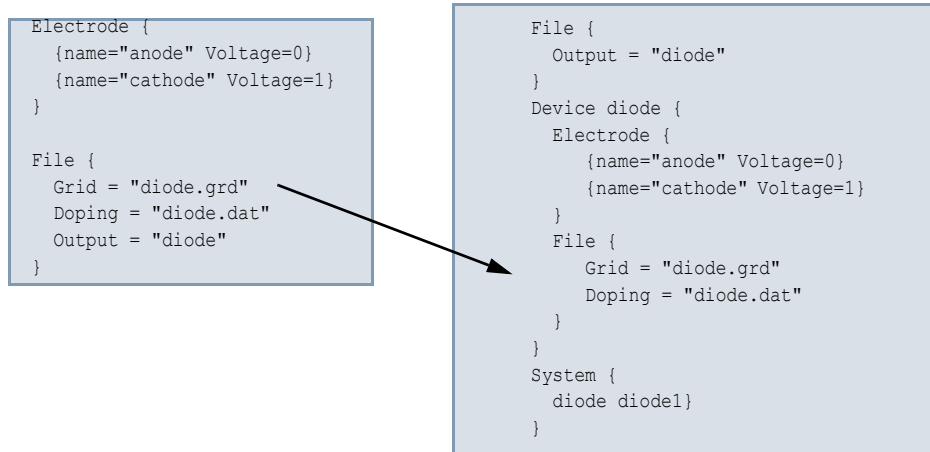 Electrode {
{name="anode" Voltage=0}
{name="cathode" Voltage=1}
}
File {
Grid = "diode.grd"
Doping = "diode.dat"
Output = "diode"
}
File {
Output = "diode"
}
Device diode {
Electrode {
{name="anode" Voltage=0}
{name="cathode" Voltage=1}
}
File {
Grid = "diode.grd"
Doping = "diode.dat"
}
}
System {
diode diode1}
}